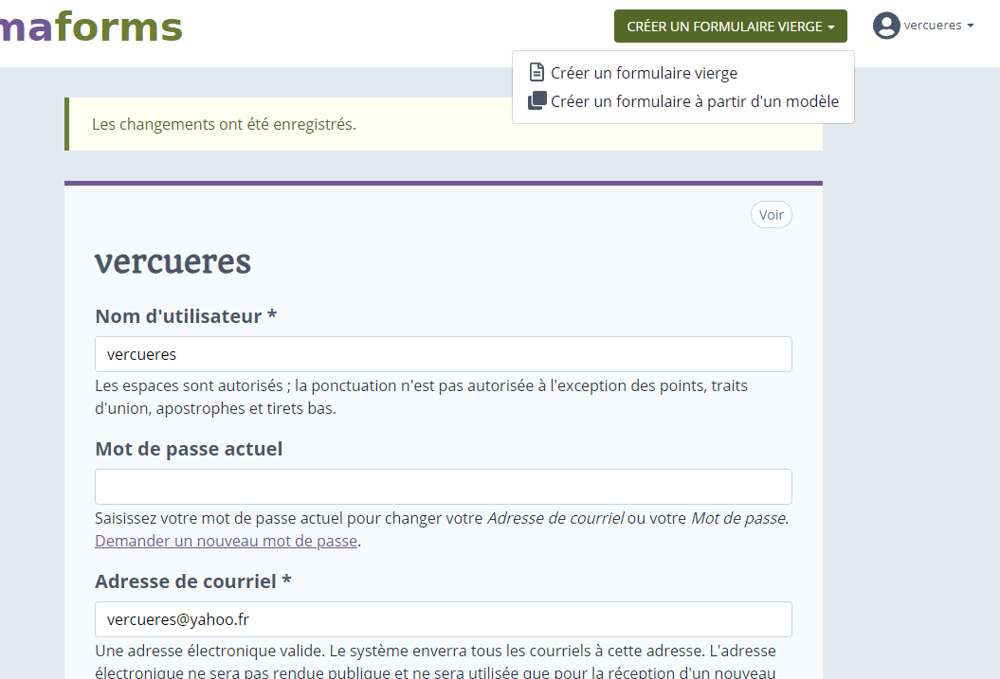 maforms
CRÉER UN FORMULAIRE VIERGE
vercueres
Créer un formulaire vierge
Créer un formulaire à partir d'un modèle
Les changements ont été enregistrés.
Voir
vercueres
Nom d'utilisateur *
vercueres
Les espaces sont autorisés ; la ponctuation n'est pas autorisée à l'exception des points, traits
d'union, apostrophes et tirets bas.
Mot de passe actuel
Saisissez votre mot de passe actuel pour changer votre Adresse de courriel ou votre Mot de passe.
Demander un nouveau mot de passe.
Adresse de courriel *
vercueres@yahoo.fr
Une adresse électronique valide. Le système enverra tous les courriels à cette adresse. L'adresse
électronique ne sera pas rendue publique et ne sera utilisée que pour la réception d'un nouveau